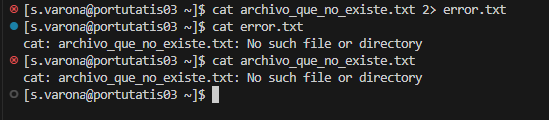 [s.varona@portutatis03 ~]$ cat archivo_que_no_existe.txt 2> error.txt
[s.varona@portutatis03 ~]$ cat error.txt
cat: archivo_que_no_existe.txt: No such file or directory
[s.varona@portutatis03 ~]$ cat archivo_que_no_existe.txt
cat: archivo_que_no_existe.txt: No such file or directory
[s.varona@portutatis03 ~]$